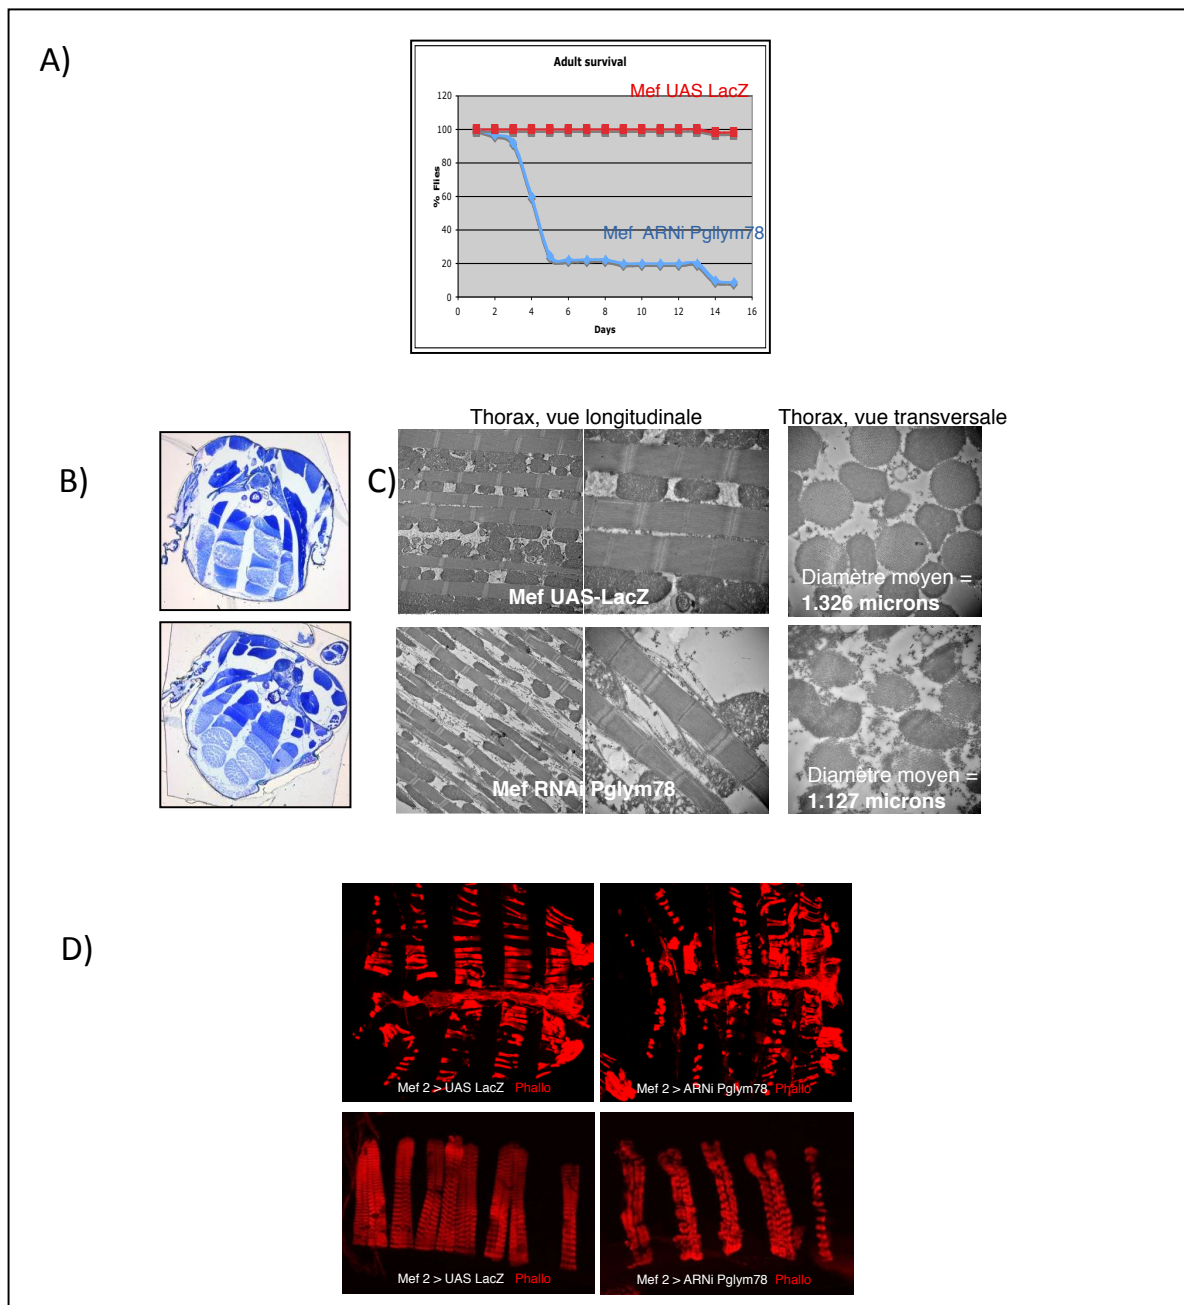 A)
Adult survival
Mef UAS LacZ
120
100
80
60
40
20
0
% Flies
Mef ARNi Pgllym78
0 2 4 6 8 10 12 14 16
Days
Thorax, vue longitudinale
Thorax, vue transversale
B)
C)
Mef UAS-LacZ
Diamètre moyen =
1.326 microns
Mef RNAi Pglym78
Diamètre moyen =
1.127 microns
D)
Mef 2 > UAS LacZ Phallo
Mef 2 > ARNi Pglym78 Phallo
Mef 2 > UAS LacZ Phallo
Mef 2 > ARNi Pglym78 Phallo